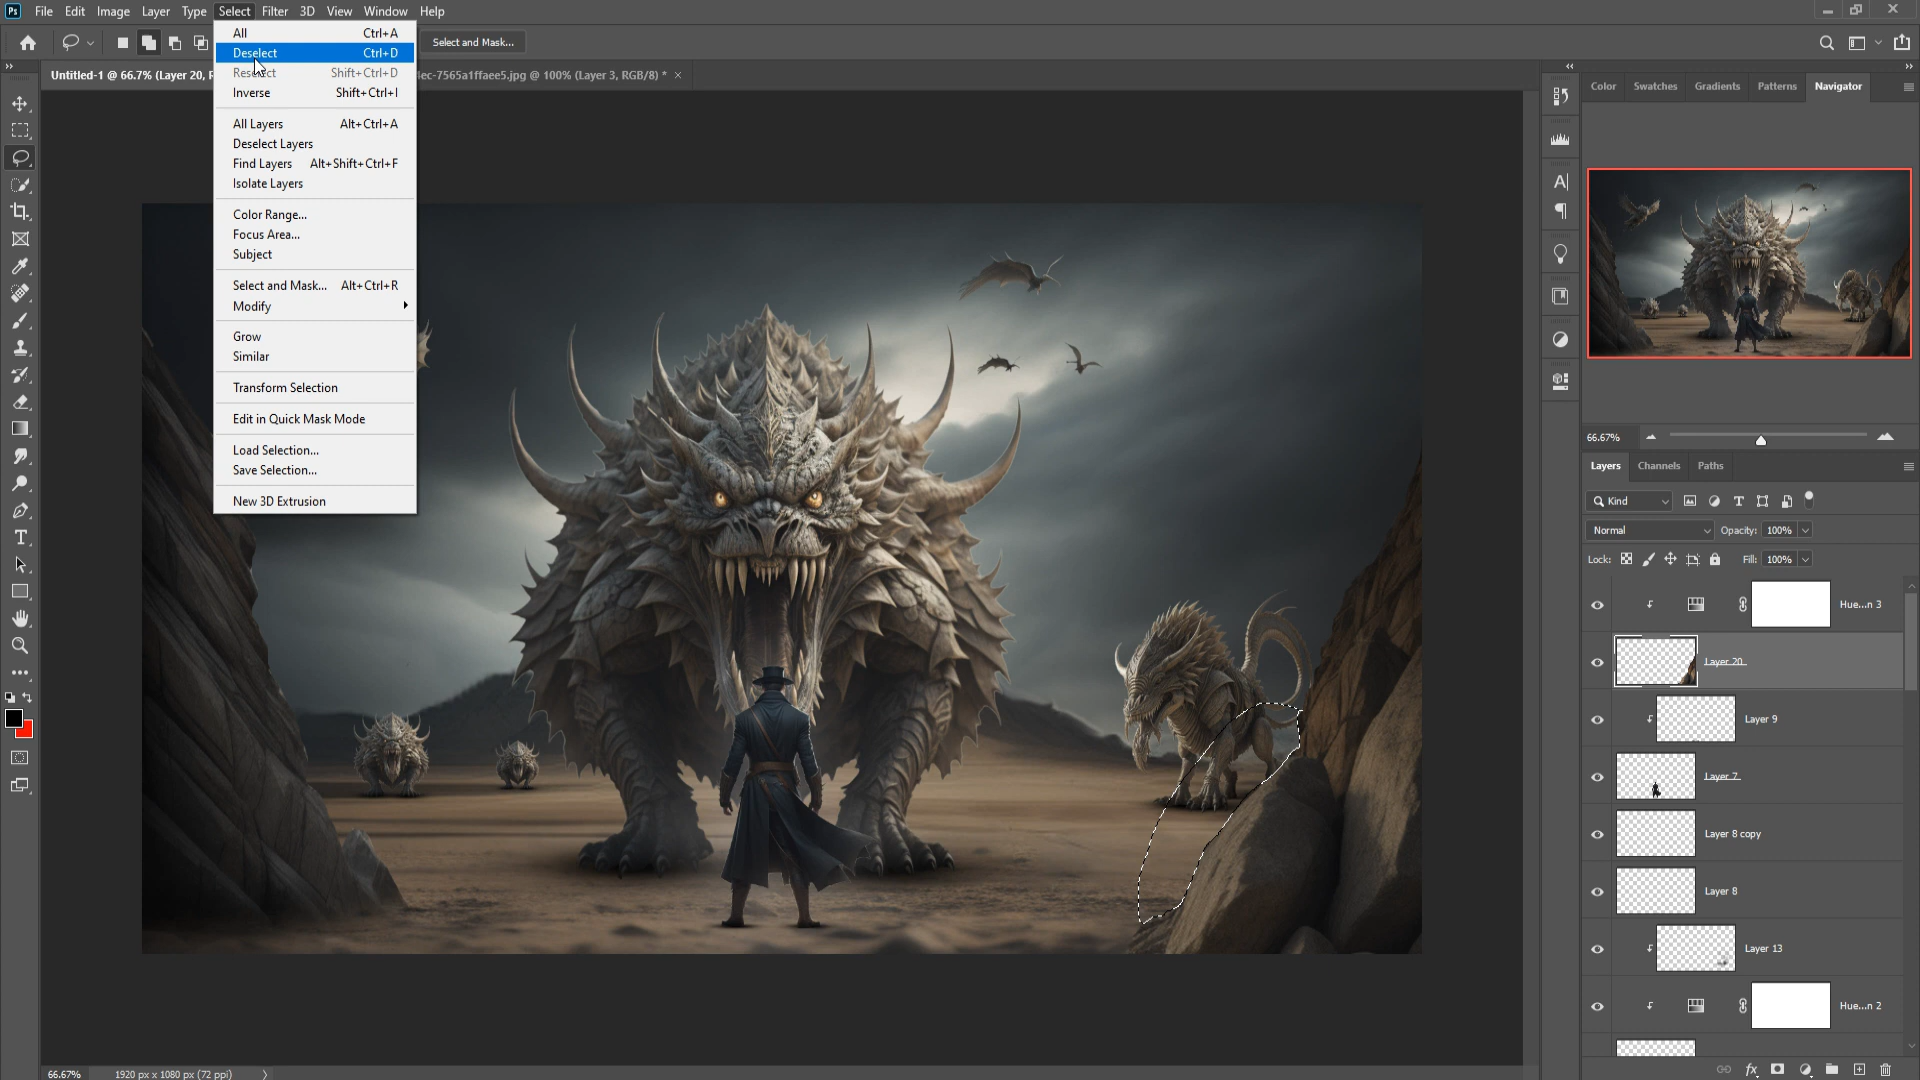 Ps File Edit Image Layer Type Select Filter 3D View Window Help
Select and Mask...
Untitled-1 @ 66.7% (Layer 20, R
ec-7565a1ffaee5.jpg @ 100% (Layer 3, RGB/8) * ×
All Ctrl+A
Deselect Ctrl+D
Reselect Shift+Ctrl+D
Inverse Shift+Ctrl+I
All Layers Alt+Ctrl+A
Deselect Layers
Find Layers Alt+Shift+Ctrl+F
Isolate Layers
Color Range...
Focus Area...
Subject
Select and Mask... Alt+Ctrl+R
Modify
Grow
Similar
Transform Selection
Edit in Quick Mask Mode
Load Selection...
Save Selection...
New 3D Extrusion
Color Swatches Gradients Patterns Navigator
66.67%
Layers Channels Paths
Kind
Normal Opacity: 100%
Lock: Fill: 100%
Hue...n 3
Layer 20
Layer 9
Layer 7
Layer 8 copy
Layer 8
Layer 13
Hue...n 2
fx
66.67% 1920 px x 1080 px (72 ppi)